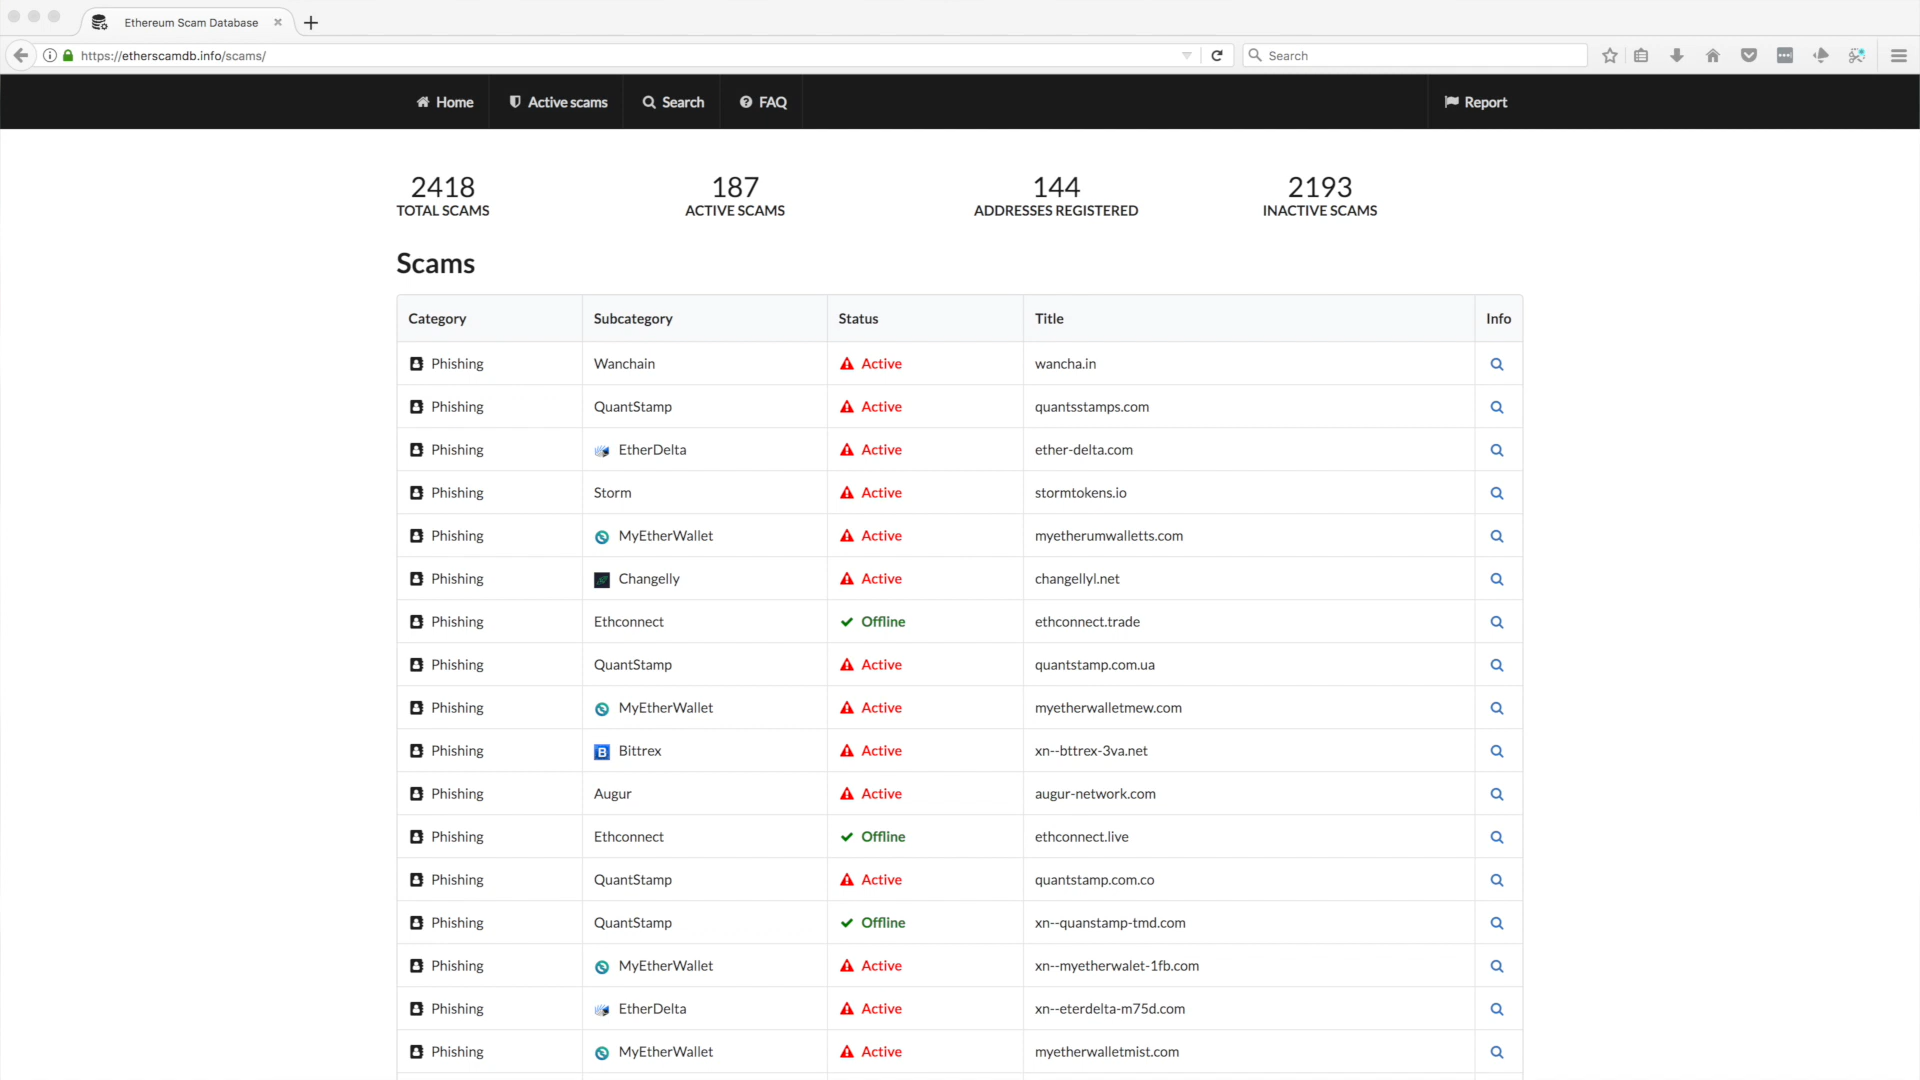 Ethereum Scam Database
https://etherscamdb.info/scams/
Search
Home
Active scams
Search
FAQ
Report
2418
TOTAL SCAMS
187
ACTIVE SCAMS
144
ADDRESSES REGISTERED
2193
INACTIVE SCAMS
Scams
Category Subcategory Status Title Info
Phishing Wanchain Active wancha.in
Phishing QuantStamp Active quantsstamps.com
Phishing EtherDelta Active ether-delta.com
Phishing Storm Active stormtokens.io
Phishing MyEtherWallet Active myetherumwalletts.com
Phishing Changelly Active changellyl.net
Phishing Ethconnect Offline ethconnect.trade
Phishing QuantStamp Active quantstamp.com.ua
Phishing MyEtherWallet Active myetherwalletmew.com
Phishing Bittrex Active xn--bttrex-3va.net
Phishing Augur Active augur-network.com
Phishing Ethconnect Offline ethconnect.live
Phishing QuantStamp Active quantstamp.com.co
Phishing QuantStamp Offline xn--quanstamp-tmd.com
Phishing MyEtherWallet Active xn--myetherwalet-1fb.com
Phishing EtherDelta Active xn--eterdelta-m75d.com
Phishing MyEtherWallet Active myetherwalletmist.com